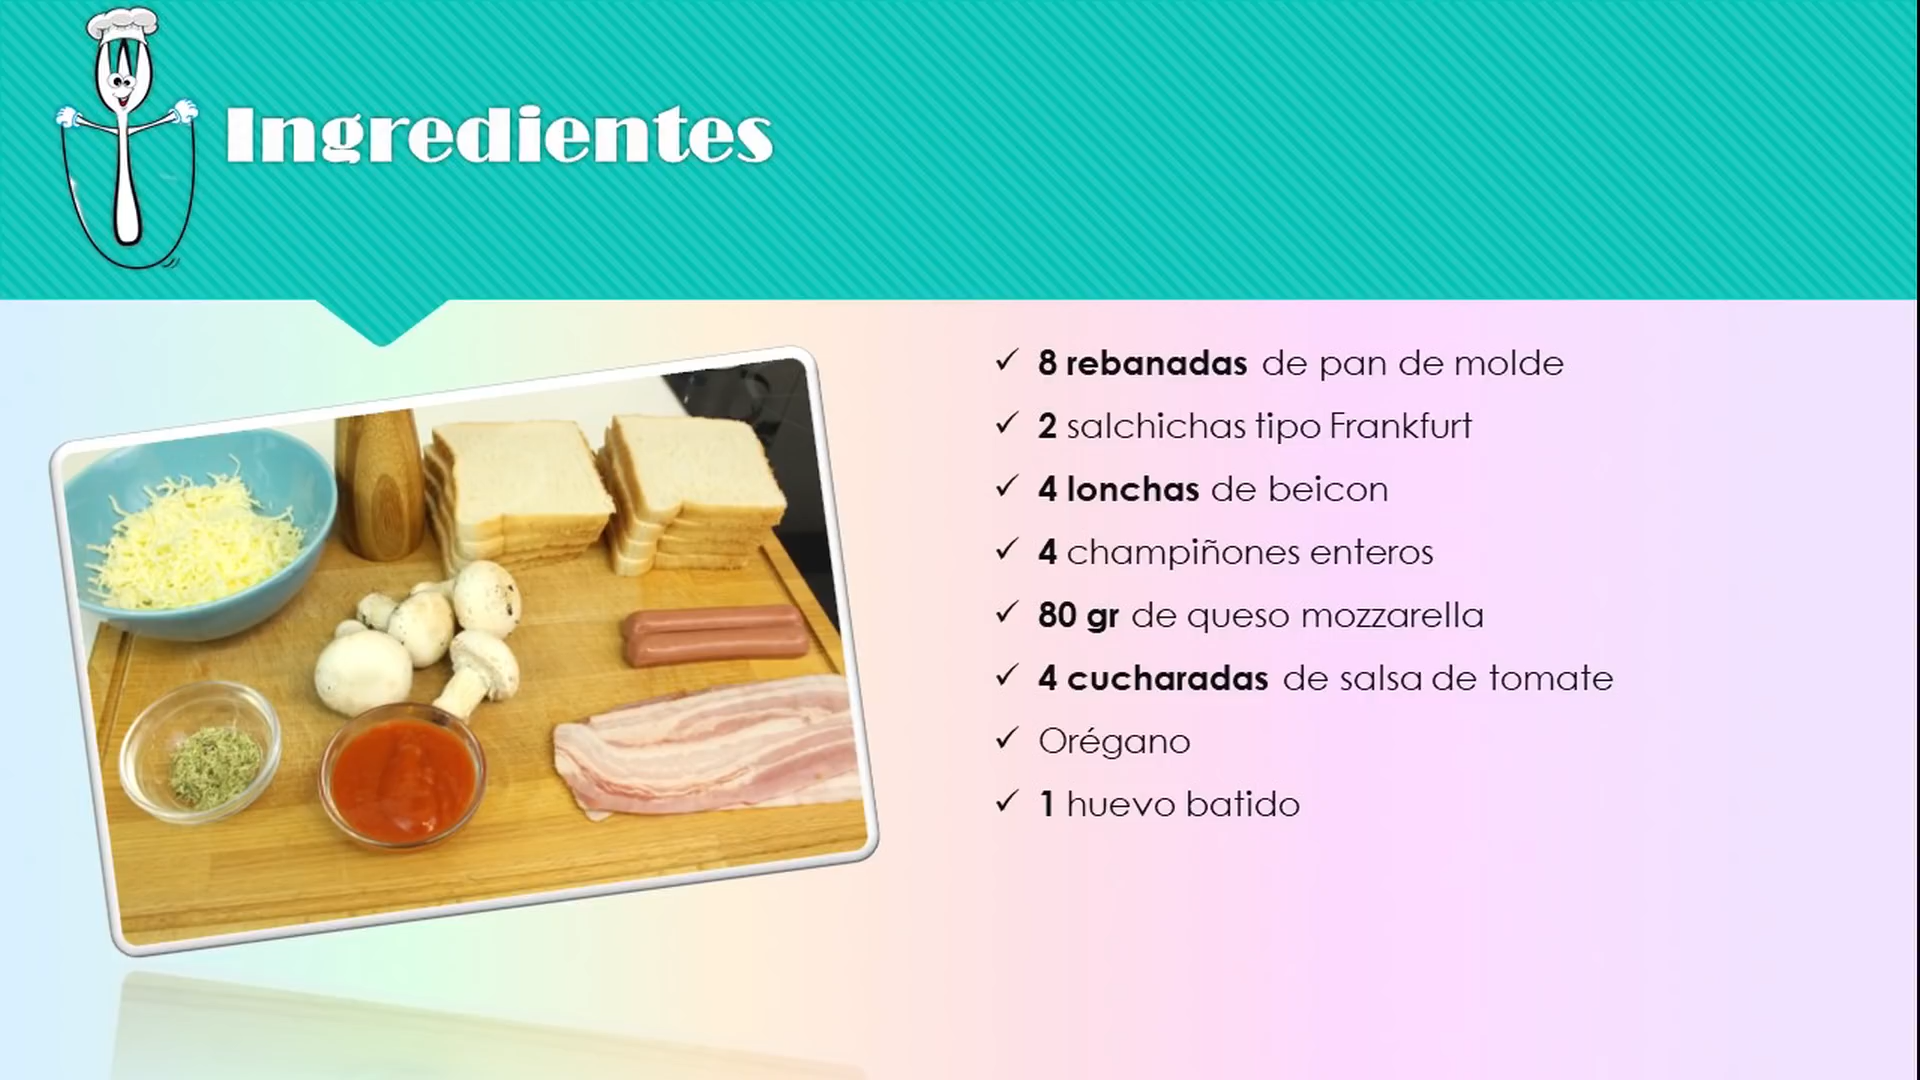 Ingredientes
✓ 8 rebanadas de pan de molde
✓ 2 salchichas tipo Frankfurt
✓ 4 lonchas de beicon
✓ 4 champiñones enteros
✓ 80 gr de queso mozzarella
✓ 4 cucharadas de salsa de tomate
✓ Orégano
✓ 1 huevo batido